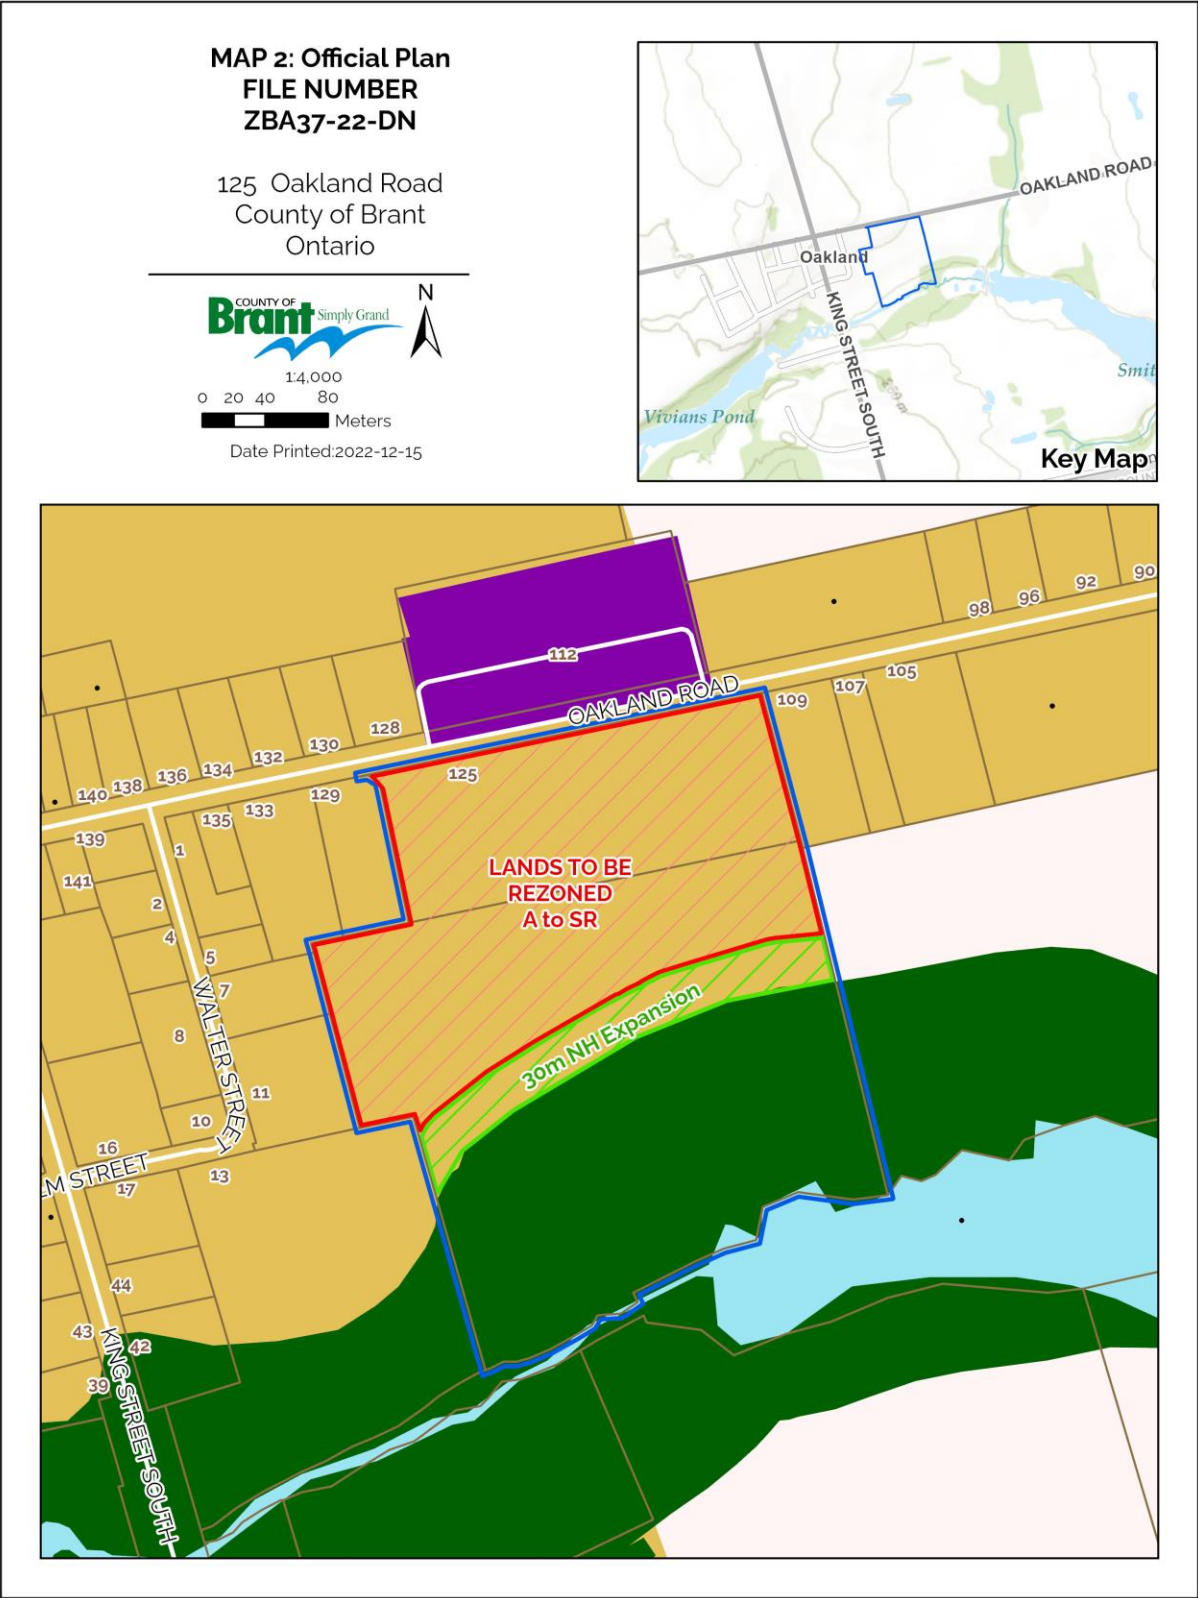 MAP 2: Official Plan
FILE NUMBER
ZBA37-22-DN
125 Oakland Road
County of Brant
Ontario
COUNTY OF
Brant Simply Grand
N
1:4,000
0 20 40 80
Meters
Date Printed:2022-12-15
OAKLAND ROAD
Oakland
KING STREET SOUTH
Smit
Vivians Pond
Key Map
90
92
96
98
112
OAKLAND ROAD
105
107
109
128
130
132
134
136
138
140
125
129
133
135
139
1
141
2
4
5
7
8
WALTER STREET
11
10
16
LM STREET
17
13
LANDS TO BE
REZONED
A to SR
30m NH Expansion
44
43
42
39
KING STREET SOUTH